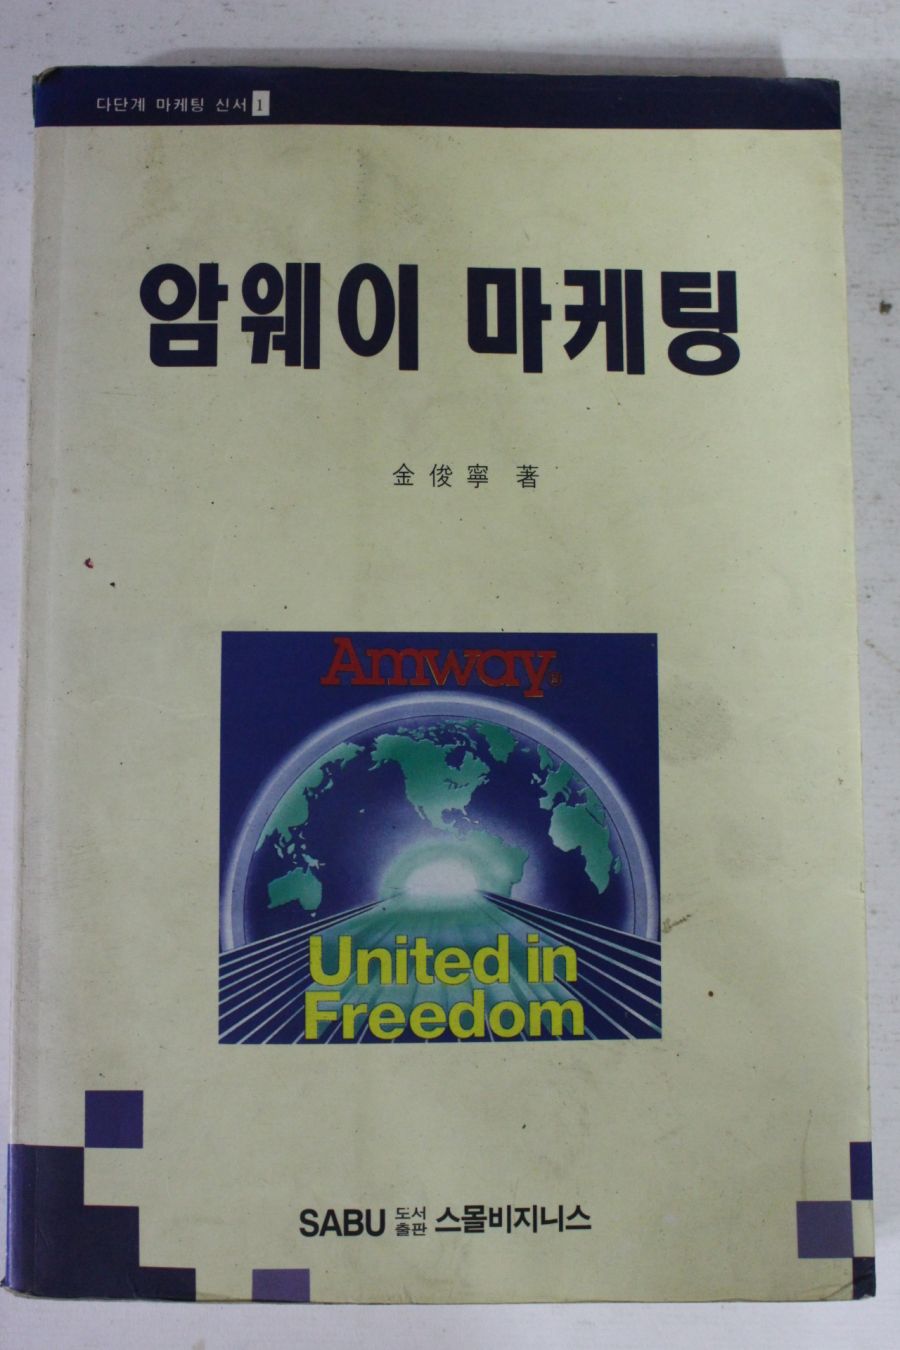 다단계 마케팅 신서 1
암웨이 마케팅
金俊寧 著
Amway®
United in
Freedom
SABU 도서출판 스몰비지니스